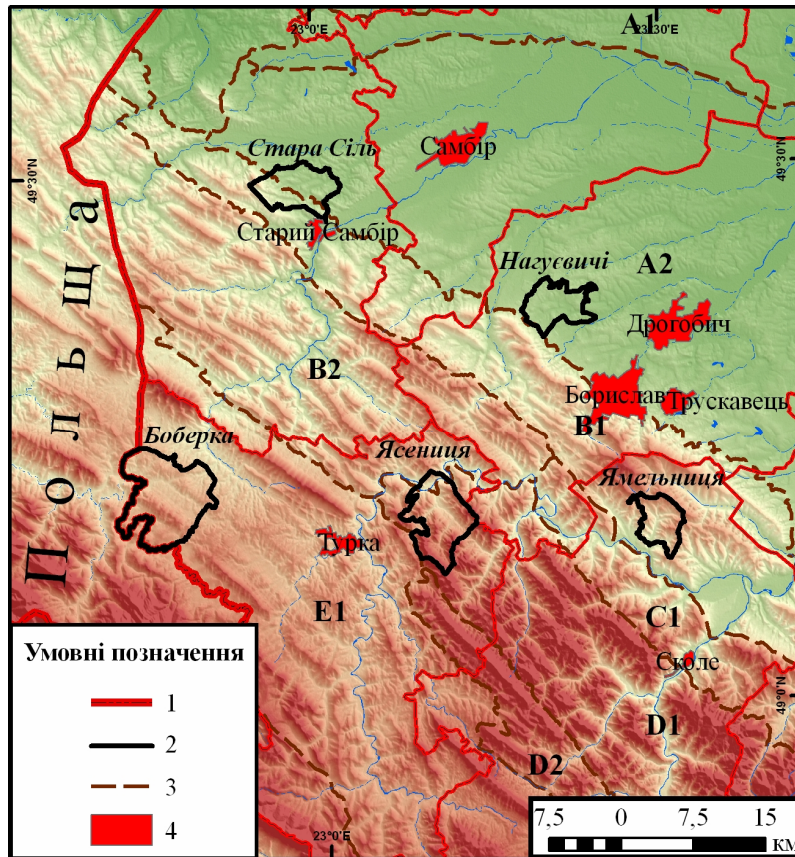 23°0'E
A1
23°30'E
49°30'N
49°30'N
Стара Сіль
Самбір
Старий Самбір
Нагуєвичі
A2
Дрогобич
Польща
B2
Борислав
Трускавець
B1
Боберка
Ясениця
Ямельниця
Турка
E1
C1
Сколе
49°0'N
D1
D2
Умовні позначення
1
2
3
4
23°0'E
7,5 0 7,5 15
км